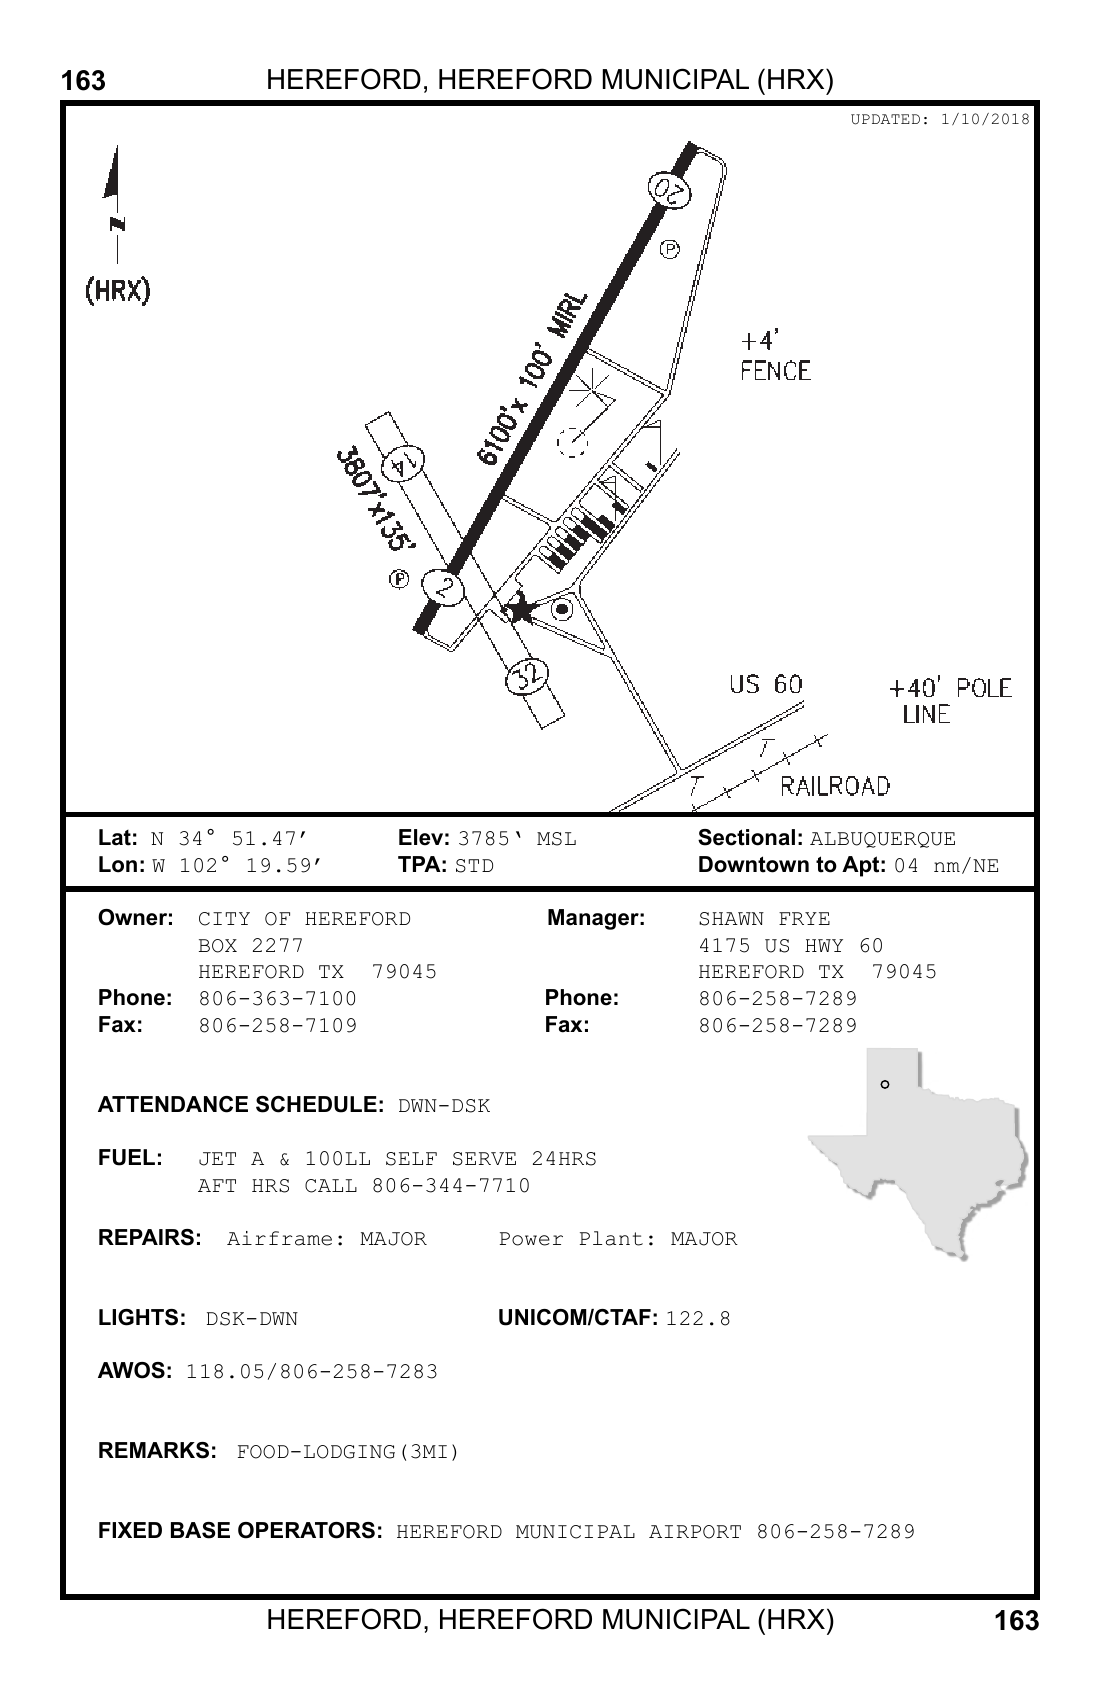 163 HEREFORD, HEREFORD MUNICIPAL (HRX)
UPDATED: 1/10/2018
N
(HRX)
20
P
6100'x 100' MIRL
+4'
FENCE
14
3807'x135'
P
2
32
US 60
+40' POLE
LINE
T
T
RAILROAD
Lat: N 34° 51.47′ Elev: 3785‘ MSL Sectional: ALBUQUERQUE
Lon: W 102° 19.59′ TPA: STD Downtown to Apt: 04 nm/NE
Owner: CITY OF HEREFORD Manager: SHAWN FRYE
BOX 2277 4175 US HWY 60
HEREFORD TX 79045 HEREFORD TX 79045
Phone: 806-363-7100 Phone: 806-258-7289
Fax: 806-258-7109 Fax: 806-258-7289
ATTENDANCE SCHEDULE: DWN-DSK
FUEL: JET A & 100LL SELF SERVE 24HRS
AFT HRS CALL 806-344-7710
REPAIRS: Airframe: MAJOR Power Plant: MAJOR
LIGHTS: DSK-DWN UNICOM/CTAF: 122.8
AWOS: 118.05/806-258-7283
REMARKS: FOOD-LODGING(3MI)
FIXED BASE OPERATORS: HEREFORD MUNICIPAL AIRPORT 806-258-7289
HEREFORD, HEREFORD MUNICIPAL (HRX) 163